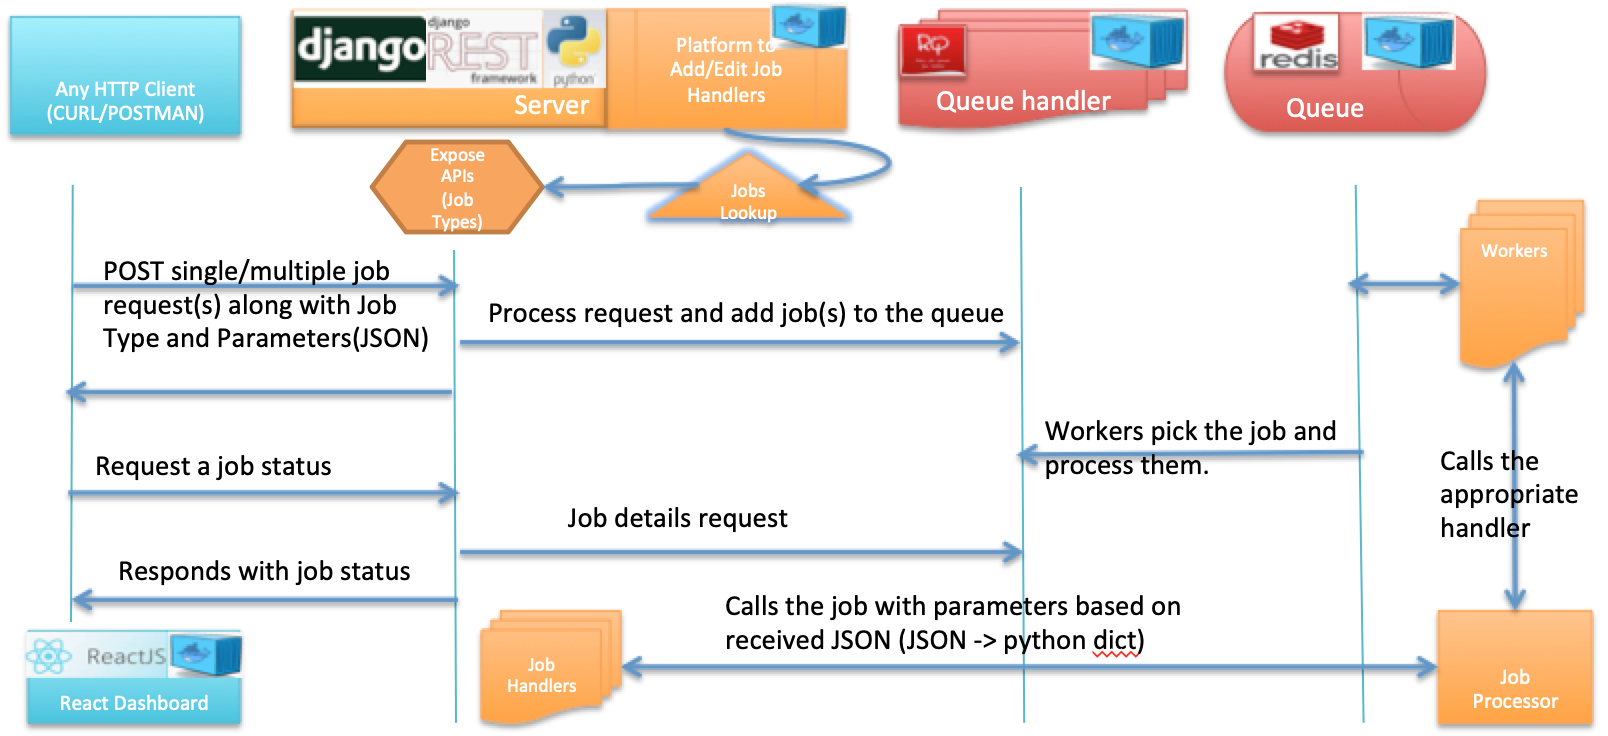 Any HTTP Client
(CURL/POSTMAN)
django
django
REST
framework
python
Server
Platform to
Add/Edit Job
Handlers
RQ
Queue handler
redis
Queue
Expose
APIs
(Job
Types)
Jobs
Lookup
Workers
POST single/multiple job
request(s) along with Job
Type and Parameters(JSON)
Process request and add job(s) to the queue
Workers pick the job and
process them.
Request a job status
Calls the
appropriate
handler
Job details request
Responds with job status
Calls the job with parameters based on
received JSON (JSON -> python dict)
ReactJS
React Dashboard
Job
Handlers
Job
Processor